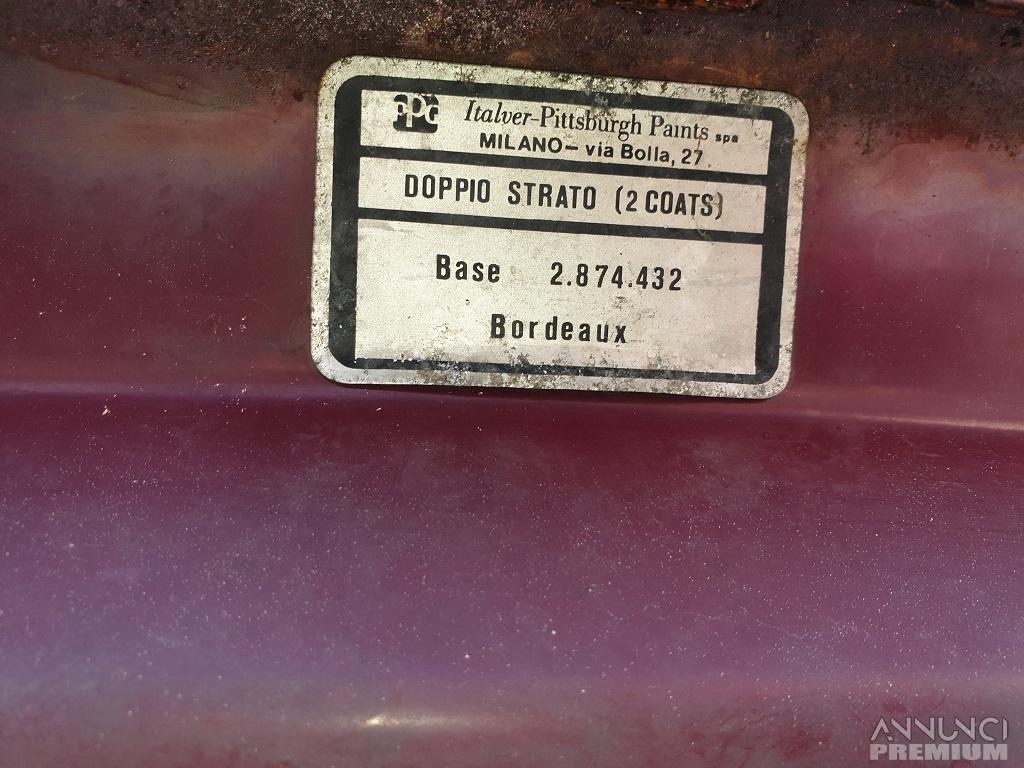 PPG Italver-Pittsburgh Paints spa
MILANO - via Bolla, 27
DOPPIO STRATO (2 COATS)
Base 2.874.432
Bordeaux
ANNUNCI
PREMIUM